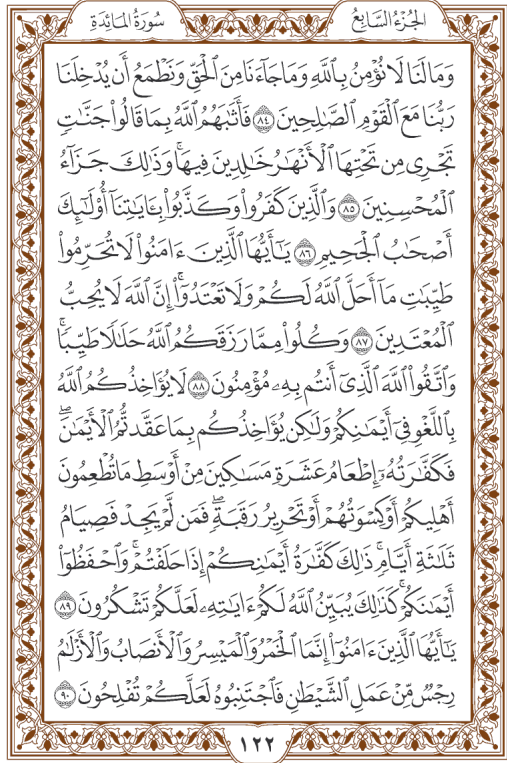 الجُزْءُ السَّابِعُ
سُورَةُ المَائِدَةِ
وَمَا لَنَا لَا نُؤْمِنُ بِٱللَّهِ وَمَا جَآءَنَا مِنَ ٱلْحَقِّ وَنَطْمَعُ أَن يُدْخِلَنَا
رَبُّنَا مَعَ ٱلْقَوْمِ ٱلصَّٰلِحِينَ ٨٤ فَأَثَٰبَهُمُ ٱللَّهُ بِمَا قَالُوا۟ جَنَّٰتٍ
تَجْرِى مِن تَحْتِهَا ٱلْأَنْهَٰرُ خَٰلِدِينَ فِيهَاۚ وَذَٰلِكَ جَزَآءُ
ٱلْمُحْسِنِينَ ٨٥ وَٱلَّذِينَ كَفَرُوا۟ وَكَذَّبُوا۟ بِـَٔايَٰتِنَآ أُو۟لَٰٓئِكَ
أَصْحَٰبُ ٱلْجَحِيمِ ٨٦ يَٰٓأَيُّهَا ٱلَّذِينَ ءَامَنُوا۟ لَا تُحَرِّمُوا۟
طَيِّبَٰتِ مَآ أَحَلَّ ٱللَّهُ لَكُمْ وَلَا تَعْتَدُوٓا۟ۚ إِنَّ ٱللَّهَ لَا يُحِبُّ
ٱلْمُعْتَدِينَ ٨٧ وَكُلُوا۟ مِمَّا رَزَقَكُمُ ٱللَّهُ حَلَٰلًا طَيِّبًاۚ
وَٱتَّقُوا۟ ٱللَّهَ ٱلَّذِىٓ أَنتُم بِهِۦ مُؤْمِنُونَ ٨٨ لَا يُؤَاخِذُكُمُ ٱللَّهُ
بِٱللَّغْوِ فِىٓ أَيْمَٰنِكُمْ وَلَٰكِن يُؤَاخِذُكُم بِمَا عَقَّدتُّمُ ٱلْأَيْمَٰنَۖ
فَكَفَّٰرَتُهُۥٓ إِطْعَامُ عَشَرَةِ مَسَٰكِينَ مِنْ أَوْسَطِ مَا تُطْعِمُونَ
أَهْلِيكُمْ أَوْ كِسْوَتُهُمْ أَوْ تَحْرِيرُ رَقَبَةٍۖ فَمَن لَّمْ يَجِدْ فَصِيَامُ
ثَلَٰثَةِ أَيَّامٍۚ ذَٰلِكَ كَفَّٰرَةُ أَيْمَٰنِكُمْ إِذَا حَلَفْتُمْۚ وَٱحْفَظُوٓا۟
أَيْمَٰنَكُمْۚ كَذَٰلِكَ يُبَيِّنُ ٱللَّهُ لَكُمْ ءَايَٰتِهِۦ لَعَلَّكُمْ تَشْكُرُونَ ٨٩
يَٰٓأَيُّهَا ٱلَّذِينَ ءَامَنُوٓا۟ إِنَّمَا ٱلْخَمْرُ وَٱلْمَيْسِرُ وَٱلْأَنصَابُ وَٱلْأَزْلَٰمُ
رِجْسٌ مِّنْ عَمَلِ ٱلشَّيْطَٰنِ فَٱجْتَنِبُوهُ لَعَلَّكُمْ تُفْلِحُونَ ٩٠
١٢٢